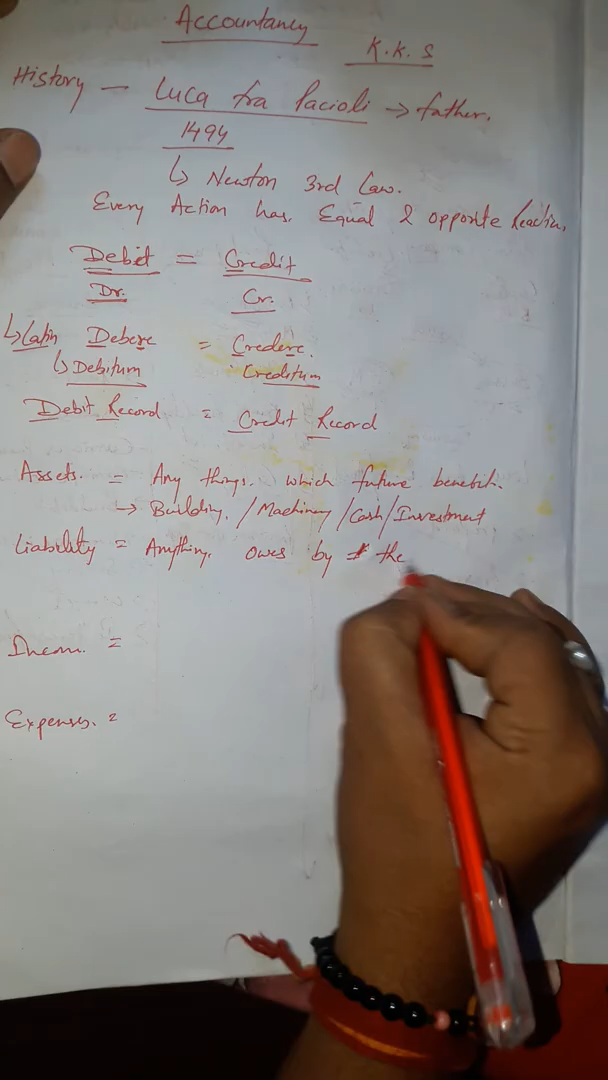 Accountancy
K.K.S
History - Luca fra Pacioli → father.
1494
↳ Newton 3rd Law.
Every Action has Equal & opposite Reaction.
Debit = Credit
Dr. Cr.
↳ Latin Debere = Credere.
↳ Debitum Creditum
Debit Record = Credit Record
Assets. = Any things. which future benefit.
→ Building. / Machinery / Cash / Investment
Liability = Anything. owes by the
Incom. =
Expenses. =